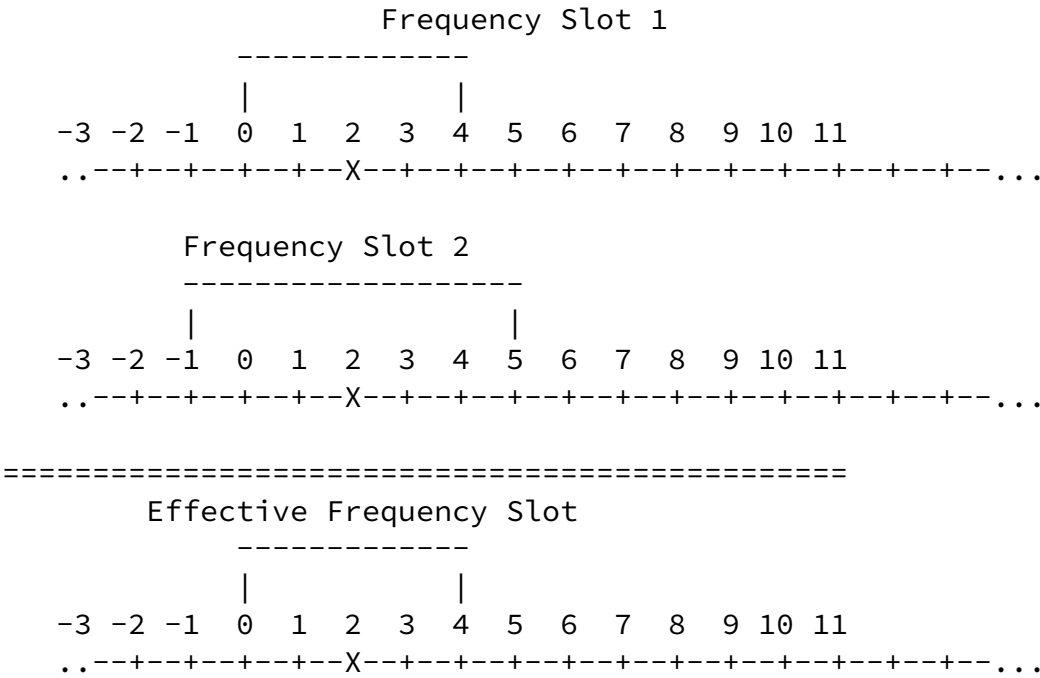 Frequency Slot 1
             -------------
             |           |
   -3 -2 -1  0  1  2  3  4  5  6  7  8  9 10 11
   ..--+--+--+--+--X--+--+--+--+--+--+--+--+--+--+--+--...

          Frequency Slot 2
          -------------------
          |                 |
   -3 -2 -1  0  1  2  3  4  5  6  7  8  9 10 11
   ..--+--+--+--+--X--+--+--+--+--+--+--+--+--+--+--+--...

===============================================
        Effective Frequency Slot
             -------------
             |           |
   -3 -2 -1  0  1  2  3  4  5  6  7  8  9 10 11
   ..--+--+--+--+--X--+--+--+--+--+--+--+--+--+--+--+--...